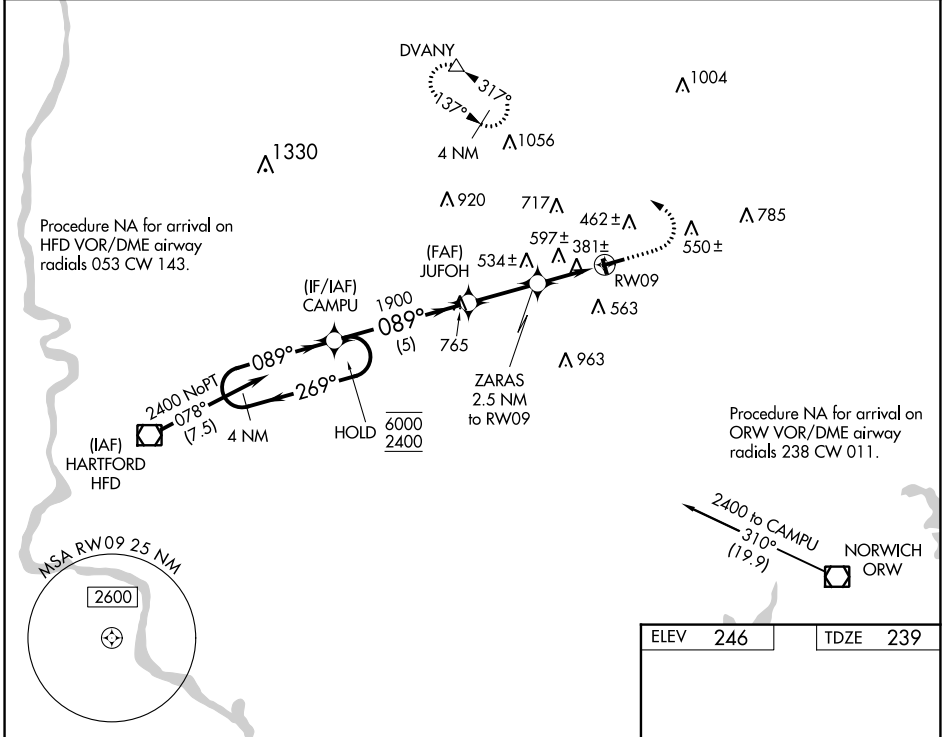 DVANY
317°
137°
4 NM
1004
1056
1330
920
717
462 ±
785
550 ±
597 ±
534 ±
381±
RW09
563
963
Procedure NA for arrival on
HFD VOR/DME airway
radials 053 CW 143.
(FAF)
JUFOH
(IF/IAF)
CAMPU
1900
089°
(5)
765
ZARAS
2.5 NM
to RW09
089°
269°
2400 NoPT
078°
(7.5)
4 NM
HOLD
6000
2400
(IAF)
HARTFORD
HFD
Procedure NA for arrival on
ORW VOR/DME airway
radials 238 CW 011.
2400 to CAMPU
310°
(19.9)
NORWICH
ORW
MSA RW09 25 NM
2600
ELEV 246
TDZE 239